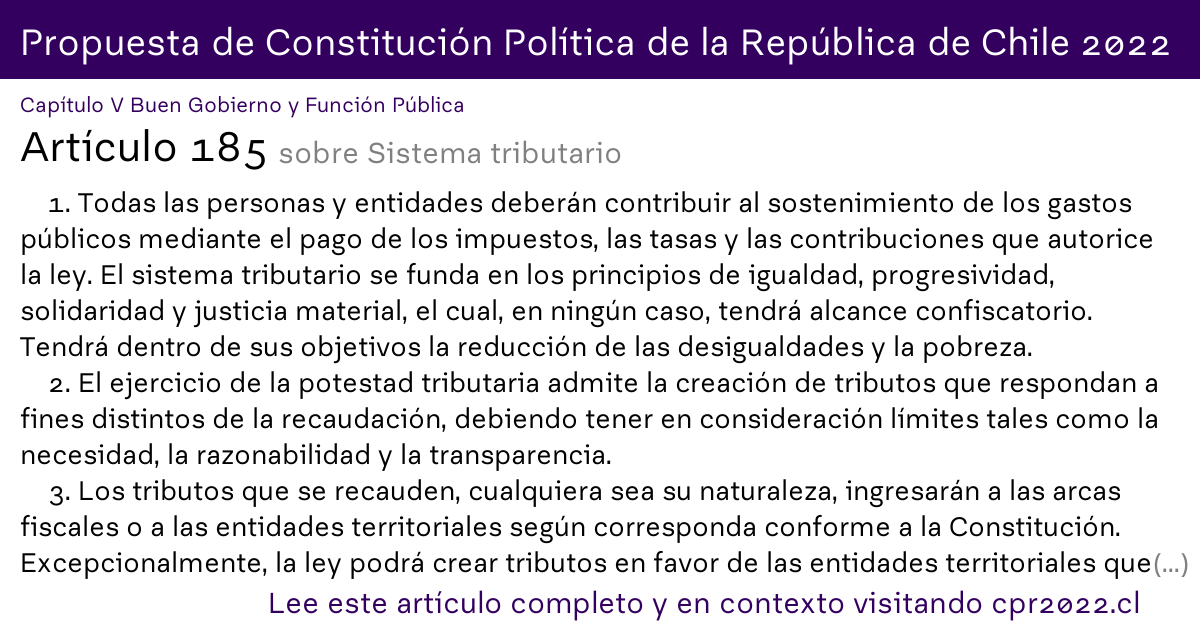 Propuesta de Constitución Política de la República de Chile 2022
Capítulo V Buen Gobierno y Función Pública
Artículo 185 sobre Sistema tributario
1. Todas las personas y entidades deberán contribuir al sostenimiento de los gastos
públicos mediante el pago de los impuestos, las tasas y las contribuciones que autorice
la ley. El sistema tributario se funda en los principios de igualdad, progresividad,
solidaridad y justicia material, el cual, en ningún caso, tendrá alcance confiscatorio.
Tendrá dentro de sus objetivos la reducción de las desigualdades y la pobreza.
2. El ejercicio de la potestad tributaria admite la creación de tributos que respondan a
fines distintos de la recaudación, debiendo tener en consideración límites tales como la
necesidad, la razonabilidad y la transparencia.
3. Los tributos que se recauden, cualquiera sea su naturaleza, ingresarán a las arcas
fiscales o a las entidades territoriales según corresponda conforme a la Constitución.
Excepcionalmente, la ley podrá crear tributos en favor de las entidades territoriales que(...)
Lee este artículo completo y en contexto visitando cpr2022.cl